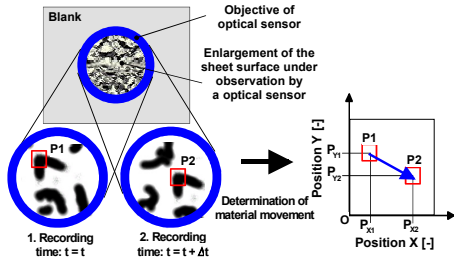 Blank
Objective of
optical sensor
Enlargement of the
sheet surface under
observation by
a optical sensor
P1
P2
1. Recording
time: t = t
2. Recording
time: t = t + Δt
Determination of
material movement
Position Y [-]
P1
P2
PY1
PY2
O
PX1
PX2
Position X [-]